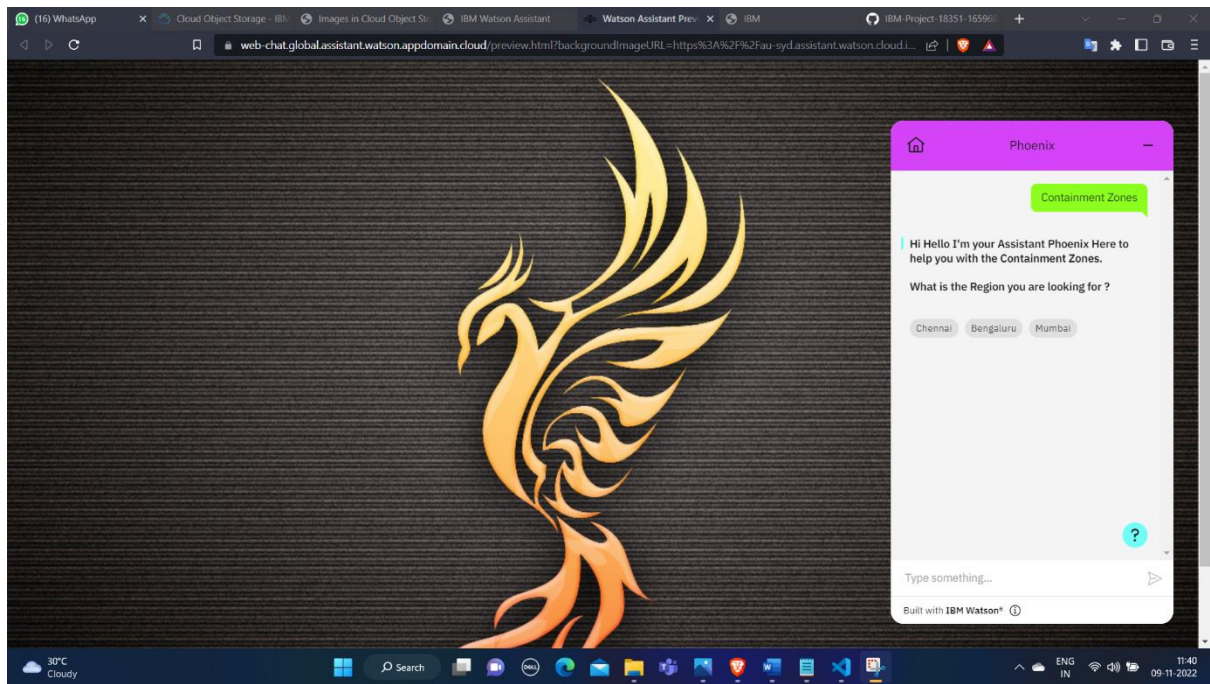 (16) WhatsApp
Cloud Object Storage - IBM
Images in Cloud Object Sto
IBM Watson Assistant
Watson Assistant Previ
IBM
IBM-Project-18351-165968
web-chat.global.assistant.watson.appdomain.cloud/preview.html?backgroundImageURL=https%3A%2F%2Fau-syd.assistant.watson.cloud.i...
Phoenix
Containment Zones
Hi Hello I'm your Assistant Phoenix Here to
help you with the Containment Zones.
What is the Region you are looking for ?
Chennai Bengaluru Mumbai
?
Type something...
Built with IBM Watson®
30°C
Cloudy
Search
DELL
ENG
IN
11:40
09-11-2022